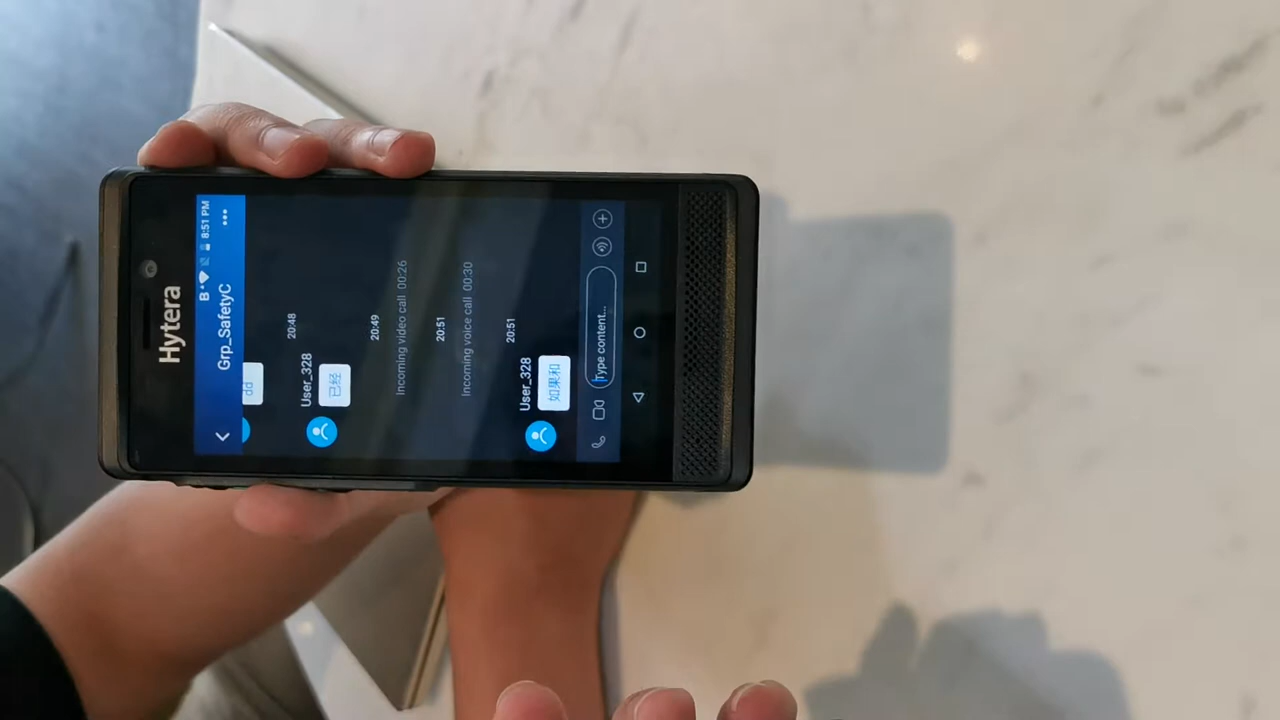 Hytera
B 8:51 PM
Grp_SafetyC
dd
20:48
User_328
已经
20:49
Incoming video call 00:26
20:51
Incoming voice call 00:30
20:51
User_328
如果和
Type content...